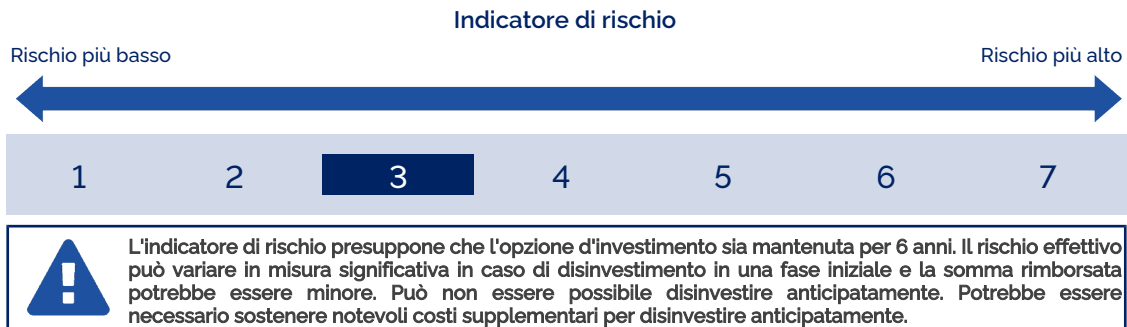 Indicatore di rischio
Rischio più basso Rischio più alto
1 2 3 4 5 6 7
L'indicatore di rischio presuppone che l'opzione d'investimento sia mantenuta per 6 anni. Il rischio effettivo
può variare in misura significativa in caso di disinvestimento in una fase iniziale e la somma rimborsata
potrebbe essere minore. Può non essere possibile disinvestire anticipatamente. Potrebbe essere
necessario sostenere notevoli costi supplementari per disinvestire anticipatamente.